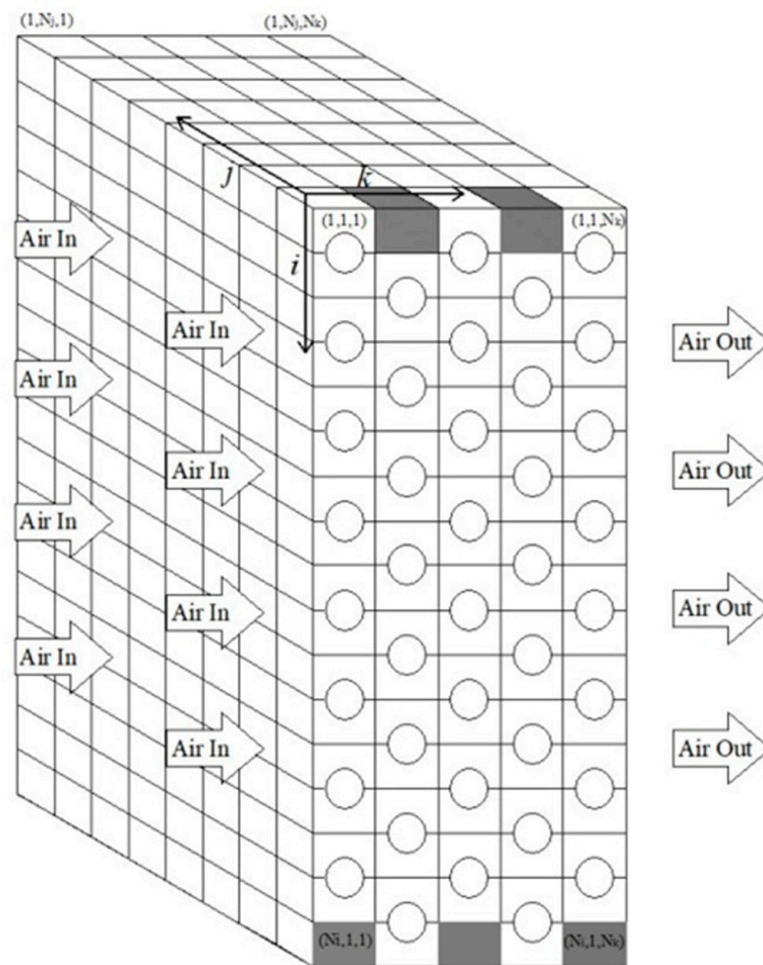 (1,Nj,1)
(1,Nj,Nk)
j
k
(1,1,1)
(1,1,Nk)
Air In
i
Air In
Air Out
Air In
Air In
Air Out
Air In
Air In
Air Out
Air In
Air In
Air Out
(Ni,1,1)
(Ni,1,Nk)